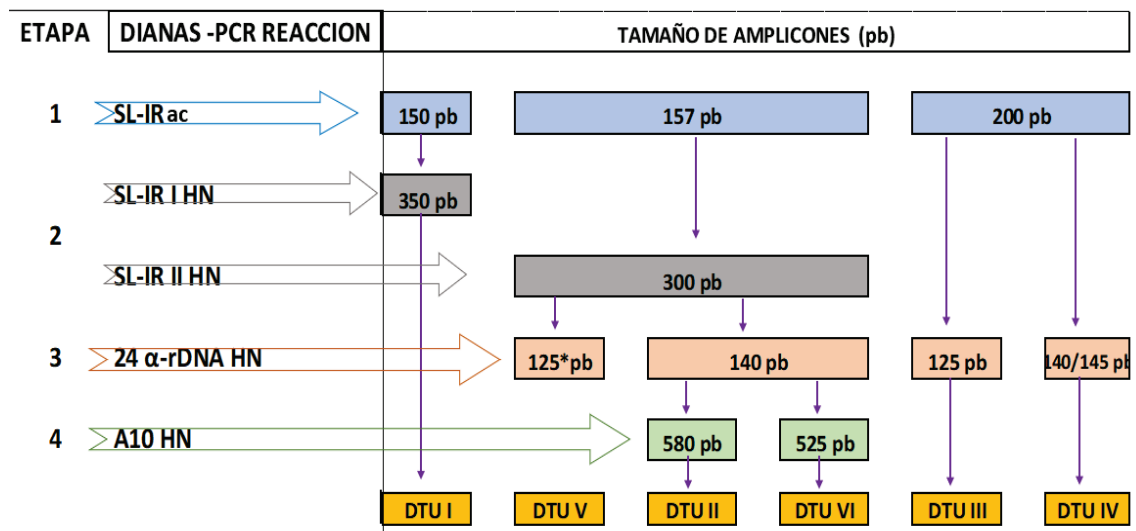 ETAPA DIANAS -PCR REACCION TAMAÑO DE AMPLICONES (pb)
1 SL-IRac 150 pb 157 pb 200 pb
SL-IR I HN 350 pb
2
SL-IR II HN 300 pb
3 24 α-rDNA HN 125*pb 140 pb 125 pb 140/145 pb
4 A10 HN 580 pb 525 pb
DTU I DTU V DTU II DTU VI DTU III DTU IV